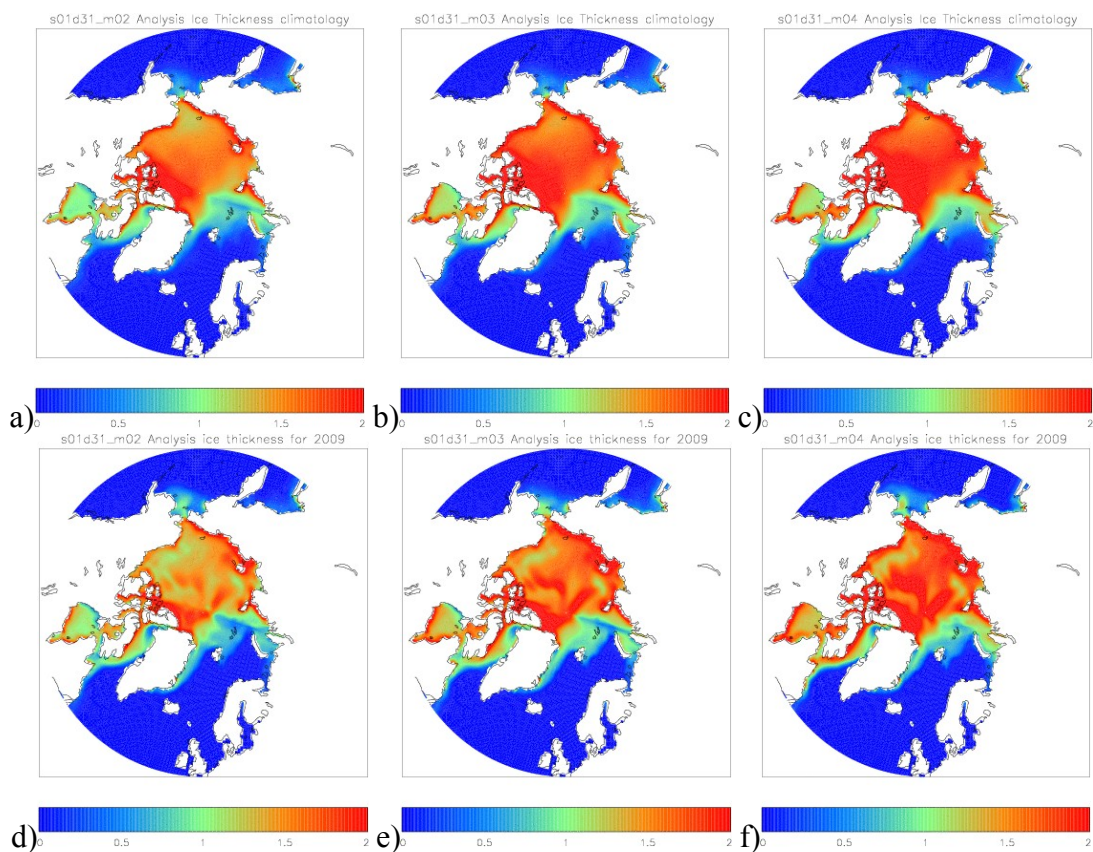 s01d31_m02 Analysis Ice Thickness climatology
s01d31_m03 Analysis Ice Thickness climatology
s01d31_m04 Analysis Ice Thickness climatology
a) 0 0.5 1 1.5 2
b) 0 0.5 1 1.5 2
c) 0 0.5 1 1.5 2
s01d31_m02 Analysis ice thickness for 2009
s01d31_m03 Analysis ice thickness for 2009
s01d31_m04 Analysis ice thickness for 2009
d) 0 0.5 1 1.5 2
e) 0 0.5 1 1.5 2
f) 0 0.5 1 1.5 2